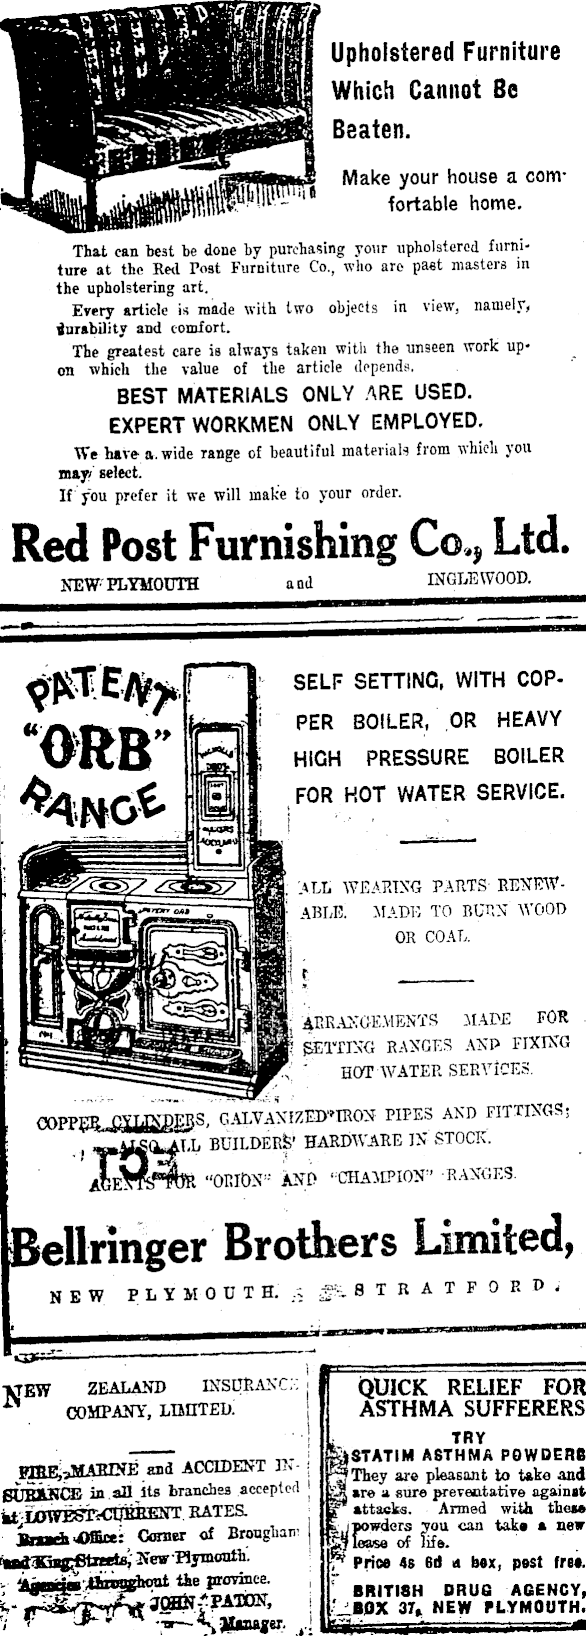 Upholstered Furniture
Which Cannot Be
Beaten.
Make your house a com-
fortable home.
That can best be done by purchasing your upholstered furni-
ture at the Red Post Furniture Co., who are past masters in
the upholstering art.
Every article is made with two objects in view, namely,
durability and comfort.
The greatest care is always taken with the unseen work up-
on which the value of the article depends.
BEST MATERIALS ONLY ARE USED.
EXPERT WORKMEN ONLY EMPLOYED.
We have a wide range of beautiful materials from which you
may select.
If you prefer it we will make to your order.
Red Post Furnishing Co., Ltd.
NEW PLYMOUTH and INGLEWOOD.
PATENT
"ORB"
RANGE
SELF SETTING, WITH COP-
PER BOILER, OR HEAVY
HIGH PRESSURE BOILER
FOR HOT WATER SERVICE.
ALL WEARING PARTS RENEW-
ABLE. MADE TO BURN WOOD
OR COAL.
ARRANGEMENTS MADE FOR
SETTING RANGES AND FIXING
HOT WATER SERVICES.
COPPER CYLINDERS, GALVANIZED IRON PIPES AND FITTINGS;
ALSO ALL BUILDERS' HARDWARE IN STOCK.
AGENTS FOR "ORION" AND "CHAMPION" RANGES.
Bellringer Brothers Limited,
NEW PLYMOUTH. STRATFORD.
NEW ZEALAND INSURANCE
COMPANY, LIMITED.
FIRE, MARINE and ACCIDENT IN-
SURANCE in all its branches accepted
at LOWEST CURRENT RATES.
Branch Office: Corner of Brougham
and King Streets, New Plymouth.
Agencies throughout the province.
JOHN PATON,
Manager.
QUICK RELIEF FOR
ASTHMA SUFFERERS
TRY
STATIM ASTHMA POWDERS
They are pleasant to take and
are a sure preventative against
attacks. Armed with these
powders you can take a new
lease of life.
Price 4s 6d a box, post free.
BRITISH DRUG AGENCY,
BOX 37, NEW PLYMOUTH.